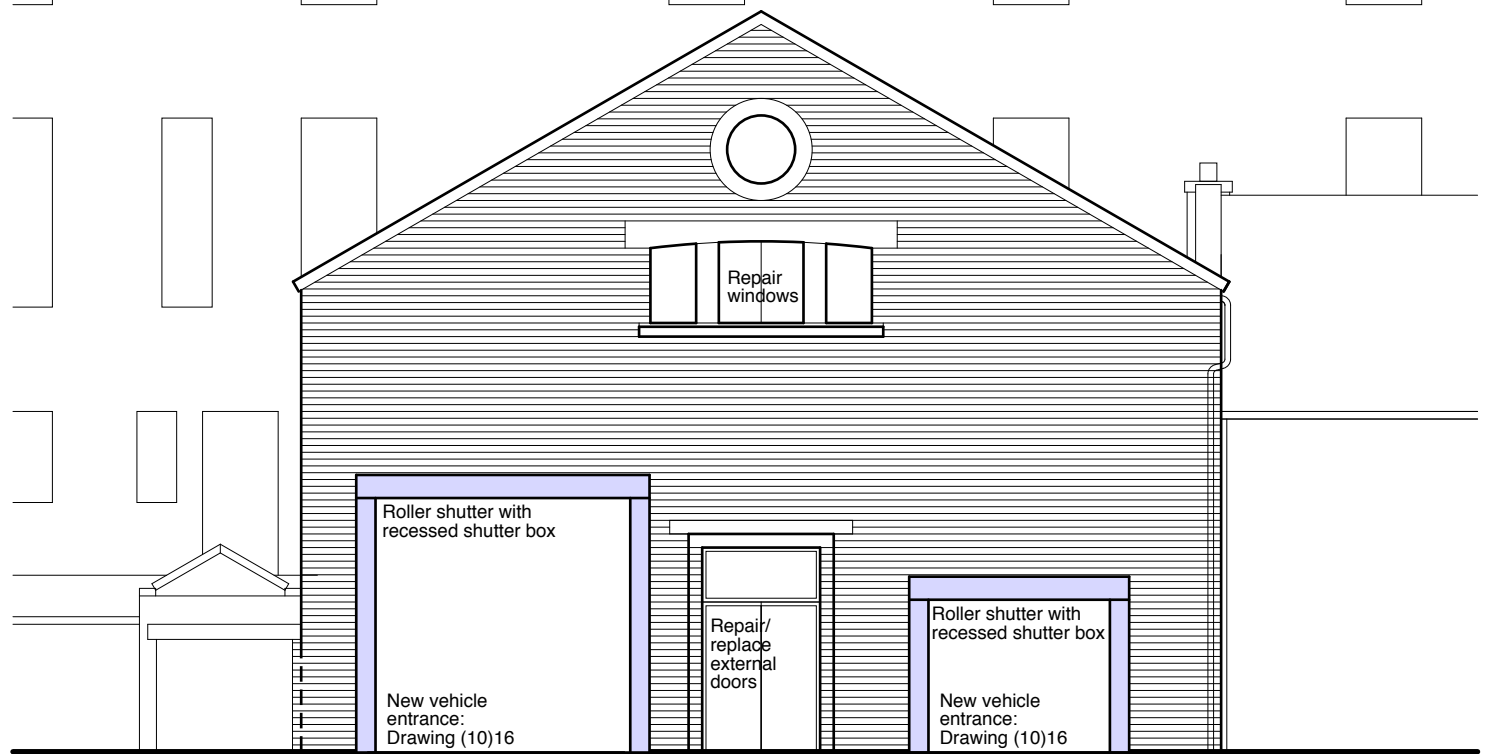 Repair
windows
Roller shutter with
recessed shutter box
New vehicle
entrance:
Drawing (10)16
Repair/
replace
external
doors
Roller shutter with
recessed shutter box
New vehicle
entrance:
Drawing (10)16